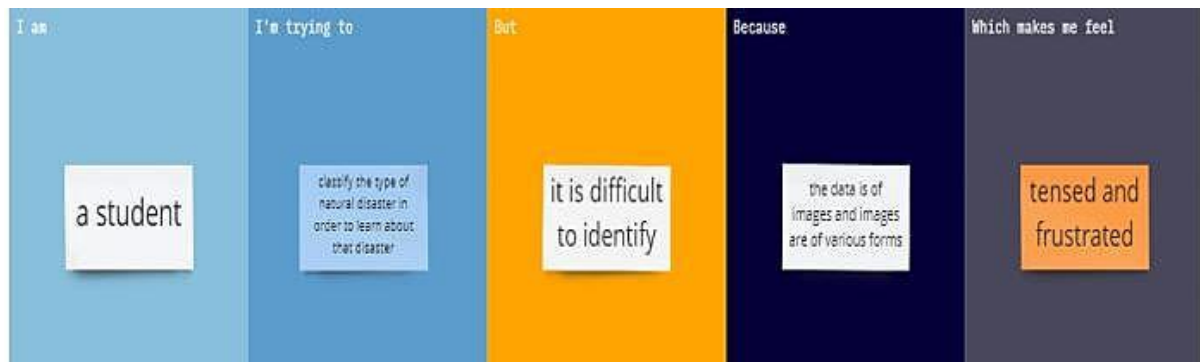 I am
a student
I'm trying to
classify the type of
natural disaster in
order to learn about
that disaster
But
it is difficult
to identify
Because
the data is of
images and images
are of various forms
Which makes me feel
tensed and
frustrated